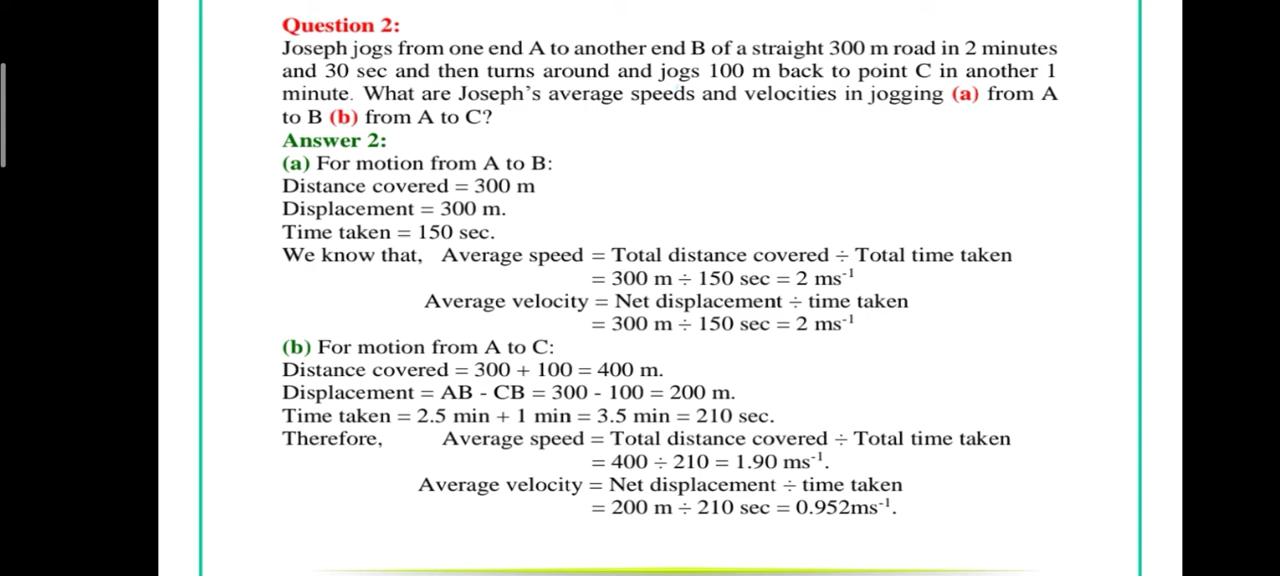 Question 2:
Joseph jogs from one end A to another end B of a straight 300 m road in 2 minutes
and 30 sec and then turns around and jogs 100 m back to point C in another 1
minute. What are Joseph's average speeds and velocities in jogging (a) from A
to B (b) from A to C?
Answer 2:
(a) For motion from A to B:
Distance covered = 300 m
Displacement = 300 m.
Time taken = 150 sec.
We know that, Average speed = Total distance covered ÷ Total time taken
= 300 m ÷ 150 sec = 2 ms⁻¹
Average velocity = Net displacement ÷ time taken
= 300 m ÷ 150 sec = 2 ms⁻¹
(b) For motion from A to C:
Distance covered = 300 + 100 = 400 m.
Displacement = AB - CB = 300 - 100 = 200 m.
Time taken = 2.5 min + 1 min = 3.5 min = 210 sec.
Therefore, Average speed = Total distance covered ÷ Total time taken
= 400 ÷ 210 = 1.90 ms⁻¹.
Average velocity = Net displacement ÷ time taken
= 200 m ÷ 210 sec = 0.952ms⁻¹.